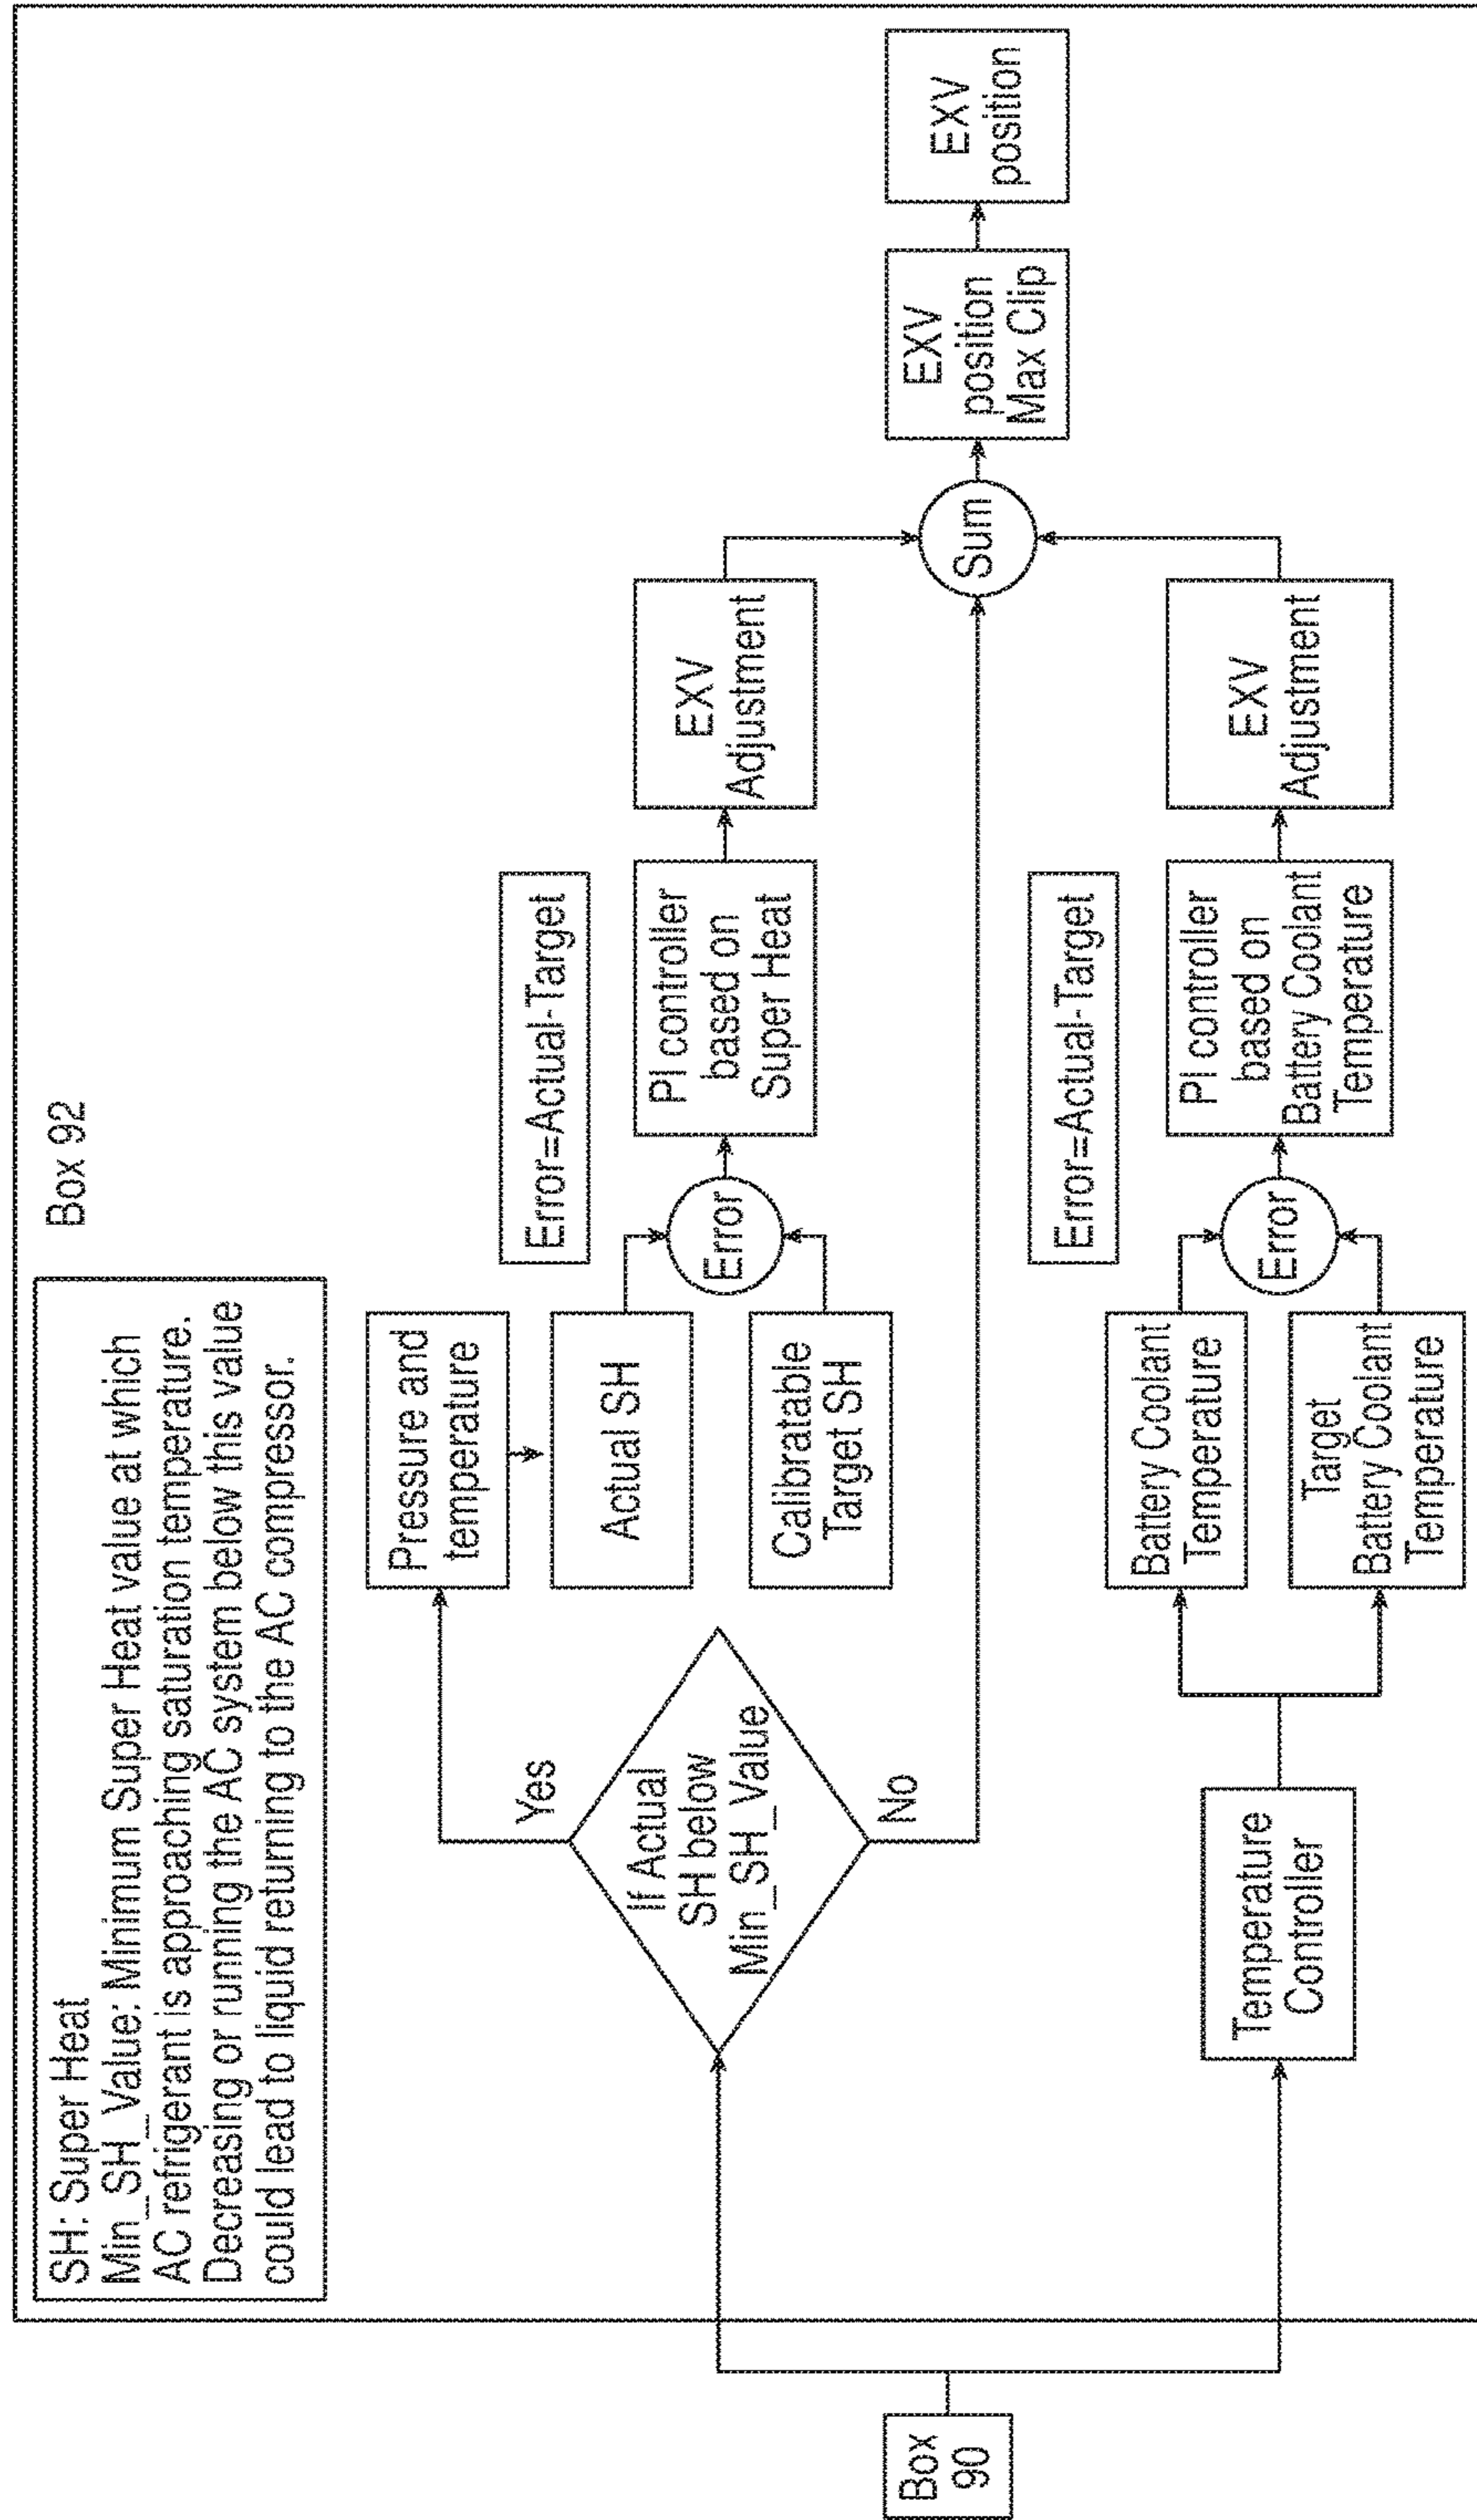 Box 92
SH: Super Heat
Min_SH_Value: Minimum Super Heat value at which
AC refrigerant is approaching saturation temperature.
Decreasing or running the AC system below this value
could lead to liquid returning to the AC compressor.
Box
90
If Actual
SH below
Min_SH_Value
Yes
No
Pressure and
temperature
Actual SH
Calibratable
Target SH
Error
Error=Actual-Target
PI controller
based on
Super Heat
EXV
Adjustment
Temperature
Controller
Battery Coolant
Temperature
Target
Battery Coolant
Temperature
Error
Error=Actual-Target
PI controller
based on
Battery Coolant
Temperature
EXV
Adjustment
Sum
EXV
position
Max Clip
EXV
position